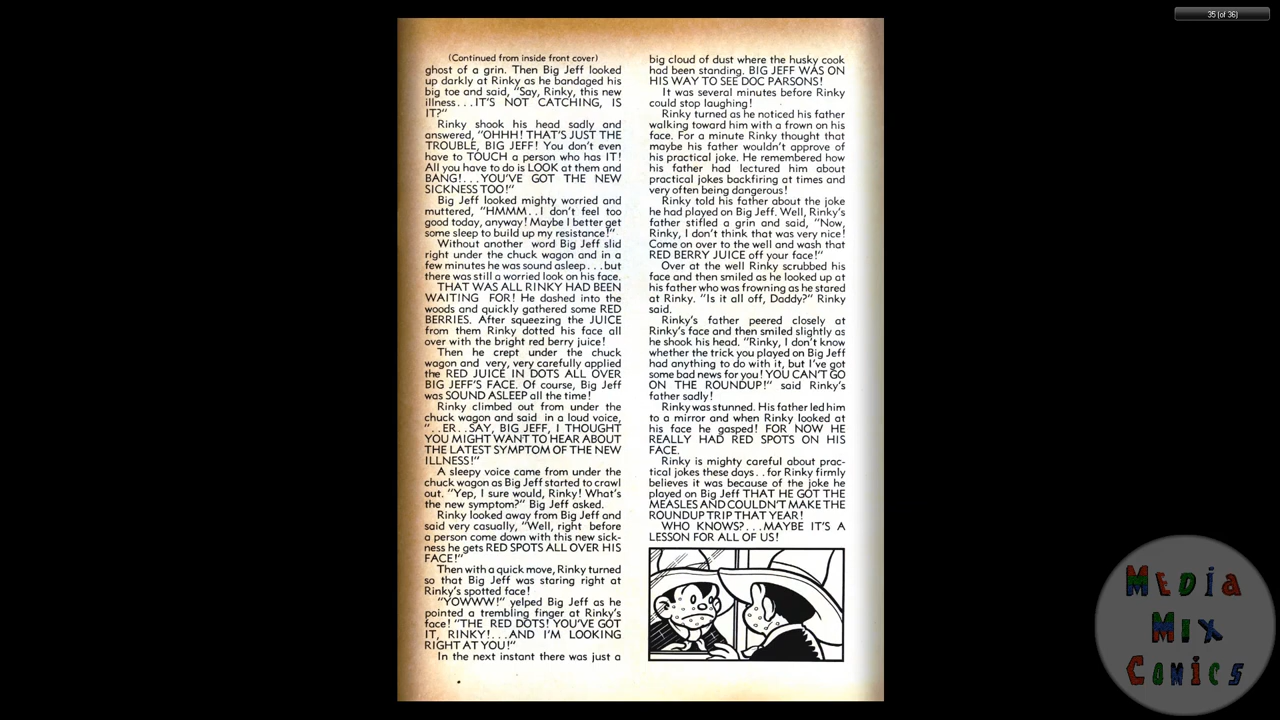 35 (of 36)
(Continued from inside front cover)
ghost of a grin. Then Big Jeff looked
up darkly at Rinky as he bandaged his
big toe and said, "Say, Rinky, this new
illness...IT'S NOT CATCHING, IS
IT?"
Rinky shook his head sadly and
answered, "OHHH! THAT'S JUST THE
TROUBLE, BIG JEFF! You don't even
have to TOUCH a person who has IT!
All you have to do is LOOK at them and
BANG!...YOU'VE GOT THE NEW
SICKNESS TOO!"
Big Jeff looked mighty worried and
muttered, "HMMM..I don't feel too
good today, anyway! Maybe I better get
some sleep to build up my resistance!"
Without another word Big Jeff slid
right under the chuck wagon and in a
few minutes he was sound asleep...but
there was still a worried look on his face.
THAT WAS ALL RINKY HAD BEEN
WAITING FOR! He dashed into the
woods and quickly gathered some RED
BERRIES. After squeezing the JUICE
from them Rinky dotted his face all
over with the bright red berry juice!
Then he crept under the chuck
wagon and very, very carefully applied
the RED JUICE IN DOTS ALL OVER
BIG JEFF'S FACE. Of course, Big Jeff
was SOUND ASLEEP all the time!
Rinky climbed out from under the
chuck wagon and said in a loud voice,
"..ER..SAY, BIG JEFF, I THOUGHT
YOU MIGHT WANT TO HEAR ABOUT
THE LATEST SYMPTOM OF THE NEW
ILLNESS!"
A sleepy voice came from under the
chuck wagon as Big Jeff started to crawl
out. "Yep, I sure would, Rinky! What's
the new symptom?" Big Jeff asked.
Rinky looked away from Big Jeff and
said very casually, "Well, right before
a person come down with this new sick-
ness he gets RED SPOTS ALL OVER HIS
FACE!"
Then with a quick move, Rinky turned
so that Big Jeff was staring right at
Rinky's spotted face!
"YOWWW!" yelped Big Jeff as he
pointed a trembling finger at Rinky's
face! "THE RED DOTS! YOU'VE GOT
IT, RINKY!...AND I'M LOOKING
RIGHT AT YOU!"
In the next instant there was just a
big cloud of dust where the husky cook
had been standing. BIG JEFF WAS ON
HIS WAY TO SEE DOC PARSONS!
It was several minutes before Rinky
could stop laughing!
Rinky turned as he noticed his father
walking toward him with a frown on his
face. For a minute Rinky thought that
maybe his father wouldn't approve of
his practical joke. He remembered how
his father had lectured him about
practical jokes backfiring at times and
very often being dangerous!
Rinky told his father about the joke
he had played on Big Jeff. Well, Rinky's
father stifled a grin and said, "Now,
Rinky, I don't think that was very nice!
Come on over to the well and wash that
RED BERRY JUICE off your face!"
Over at the well Rinky scrubbed his
face and then smiled as he looked up at
his father who was frowning as he stared
at Rinky. "Is it all off, Daddy?" Rinky
said.
Rinky's father peered closely at
Rinky's face and then smiled slightly as
he shook his head. "Rinky, I don't know
whether the trick you played on Big Jeff
had anything to do with it, but I've got
some bad news for you! YOU CAN'T GO
ON THE ROUNDUP!" said Rinky's
father sadly!
Rinky was stunned. His father led him
to a mirror and when Rinky looked at
his face he gasped! FOR NOW HE
REALLY HAD RED SPOTS ON HIS
FACE.
Rinky is mighty careful about prac-
tical jokes these days..for Rinky firmly
believes it was because of the joke he
played on Big Jeff THAT HE GOT THE
MEASLES AND COULDN'T MAKE THE
ROUNDUP TRIP THAT YEAR!
WHO KNOWS?...MAYBE IT'S A
LESSON FOR ALL OF US!
MEDIA
MIX
COMICS